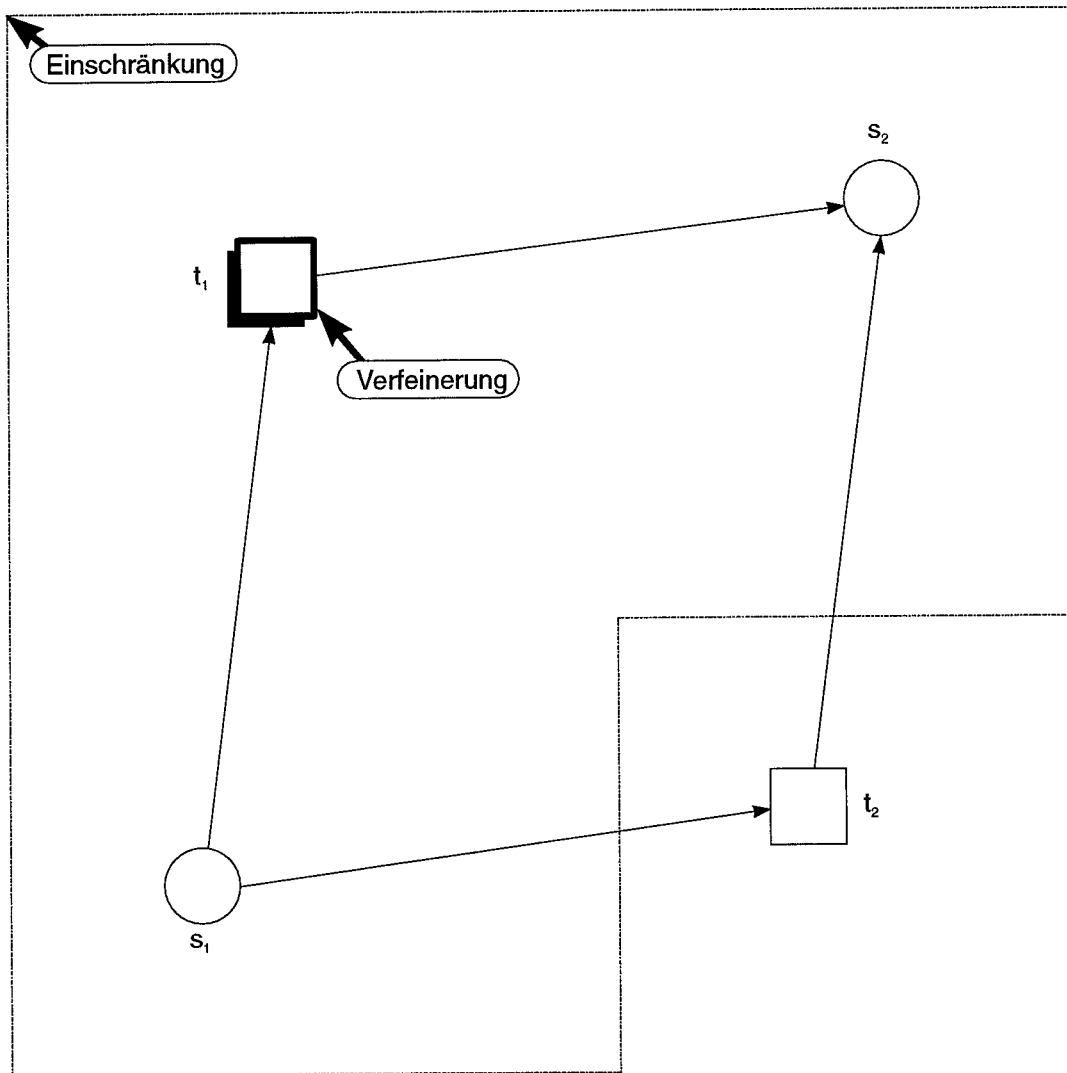 Einschränkung
s₂
t₁
Verfeinerung
t₂
s₁